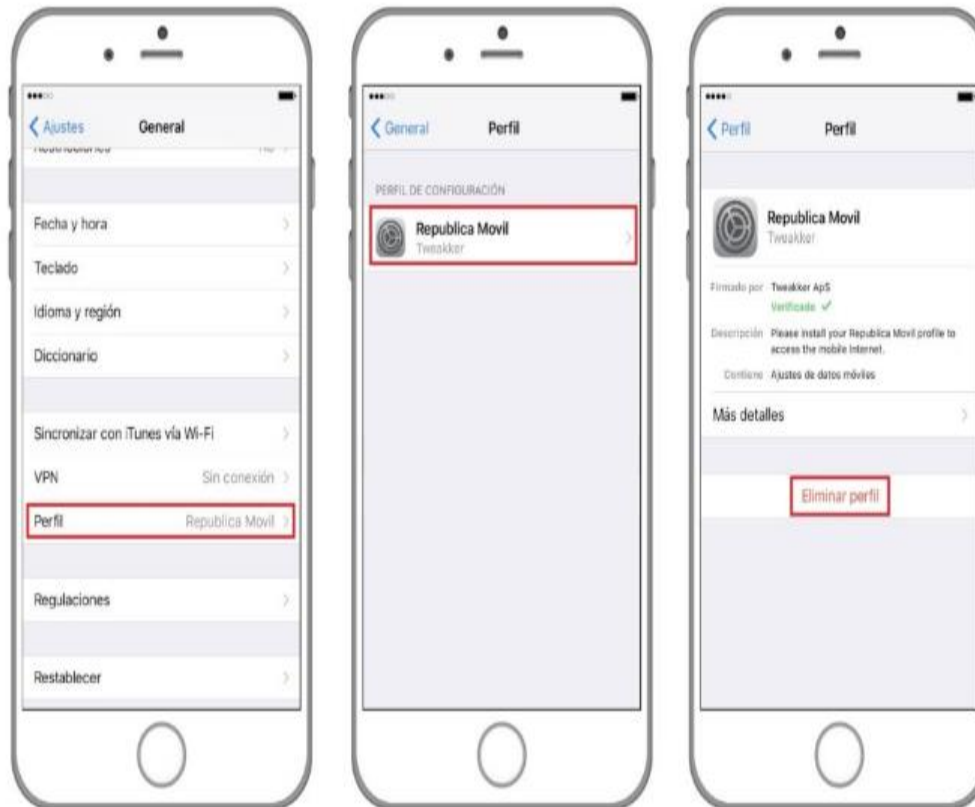 Ajustes General
No
Fecha y hora
Teclado
Idioma y región
Diccionario
Sincronizar con iTunes vía Wi-Fi
VPN Sin conexión
Perfil Republica Movil
Regulaciones
Restablecer
General Perfil
PERFIL DE CONFIGURACIÓN
Republica Movil
Tweakker
Perfil Perfil
Republica Movil
Tweakker
Firmado por Tweakker ApS
Verificado
Descripción Please install your Republica Movil profile to
access the mobile Internet.
Contiene Ajustes de datos móviles
Más detalles
Eliminar perfil